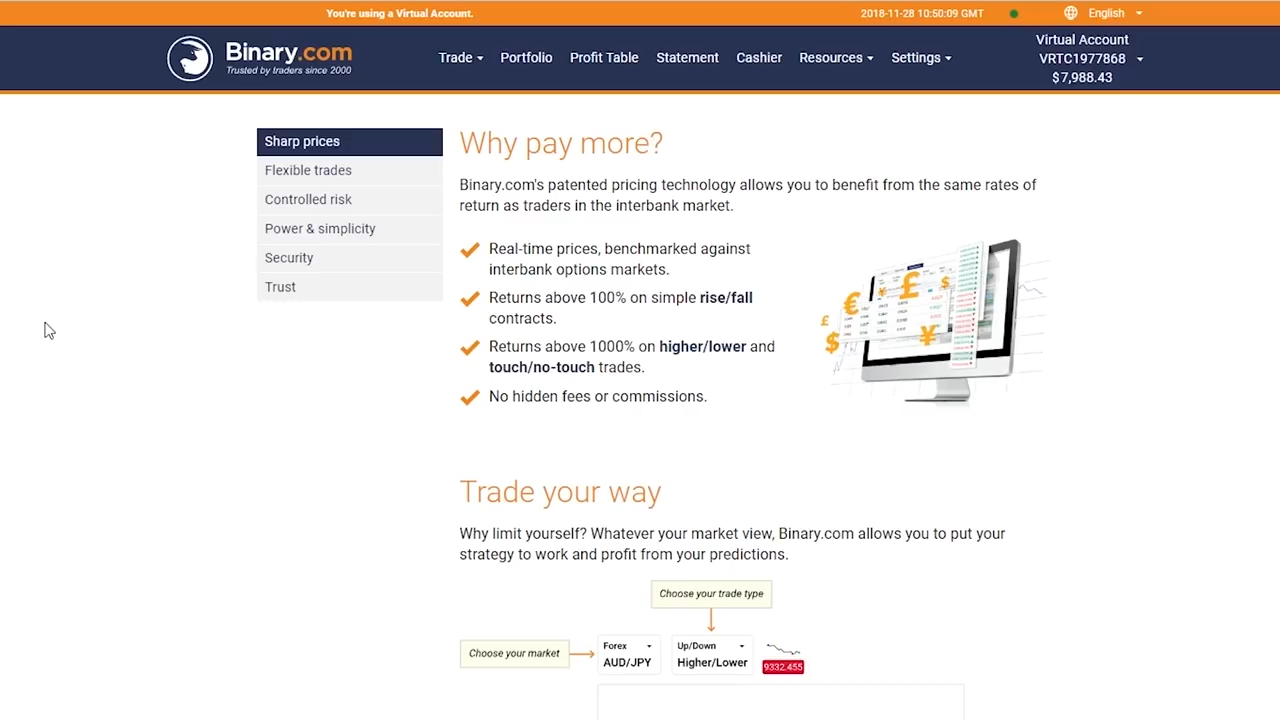 You're using a Virtual Account.
2018-11-28 10:50:09 GMT
English
Binary.com
Trusted by traders since 2000
Trade
Portfolio
Profit Table
Statement
Cashier
Resources
Settings
Virtual Account
VRTC1977868
$7,988.43
Sharp prices
Flexible trades
Controlled risk
Power & simplicity
Security
Trust
Why pay more?
Binary.com's patented pricing technology allows you to benefit from the same rates of
return as traders in the interbank market.
Real-time prices, benchmarked against
interbank options markets.
Returns above 100% on simple rise/fall
contracts.
Returns above 1000% on higher/lower and
touch/no-touch trades.
No hidden fees or commissions.
Trade your way
Why limit yourself? Whatever your market view, Binary.com allows you to put your
strategy to work and profit from your predictions.
Choose your trade type
Choose your market
Forex
AUD/JPY
Up/Down
Higher/Lower
9332.455